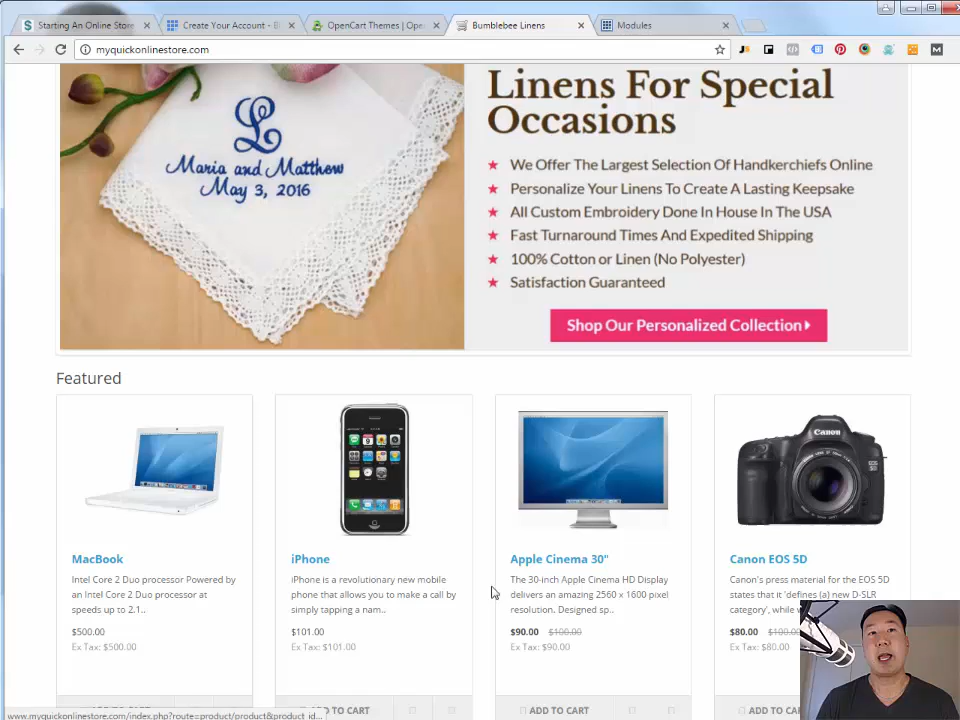 Starting An Online Store
Create Your Account - Bl
OpenCart Themes | Open
Bumblebee Linens
Modules
myquickonlinestore.com
L
Maria and Matthew
May 3, 2016
Linens For Special
Occasions
We Offer The Largest Selection Of Handkerchiefs Online
Personalize Your Linens To Create A Lasting Keepsake
All Custom Embroidery Done In House In The USA
Fast Turnaround Times And Expedited Shipping
100% Cotton or Linen (No Polyester)
Satisfaction Guaranteed
Shop Our Personalized Collection
Featured
Canon
MacBook
Intel Core 2 Duo processor Powered by
an Intel Core 2 Duo processor at
speeds up to 2.1..
$500.00
Ex Tax: $500.00
iPhone
iPhone is a revolutionary new mobile
phone that allows you to make a call by
simply tapping a nam..
$101.00
Ex Tax: $101.00
ADD TO CART
Apple Cinema 30"
The 30-inch Apple Cinema HD Display
delivers an amazing 2560 x 1600 pixel
resolution. Designed sp..
$90.00 $100.00
Ex Tax: $90.00
ADD TO CART
Canon EOS 5D
Canon's press material for the EOS 5D
states that it 'defines (a) new D-SLR
category', while
$80.00
Ex Tax: $80.00
www.myquickonlinestore.com/index.php?route=product/product&product_id...